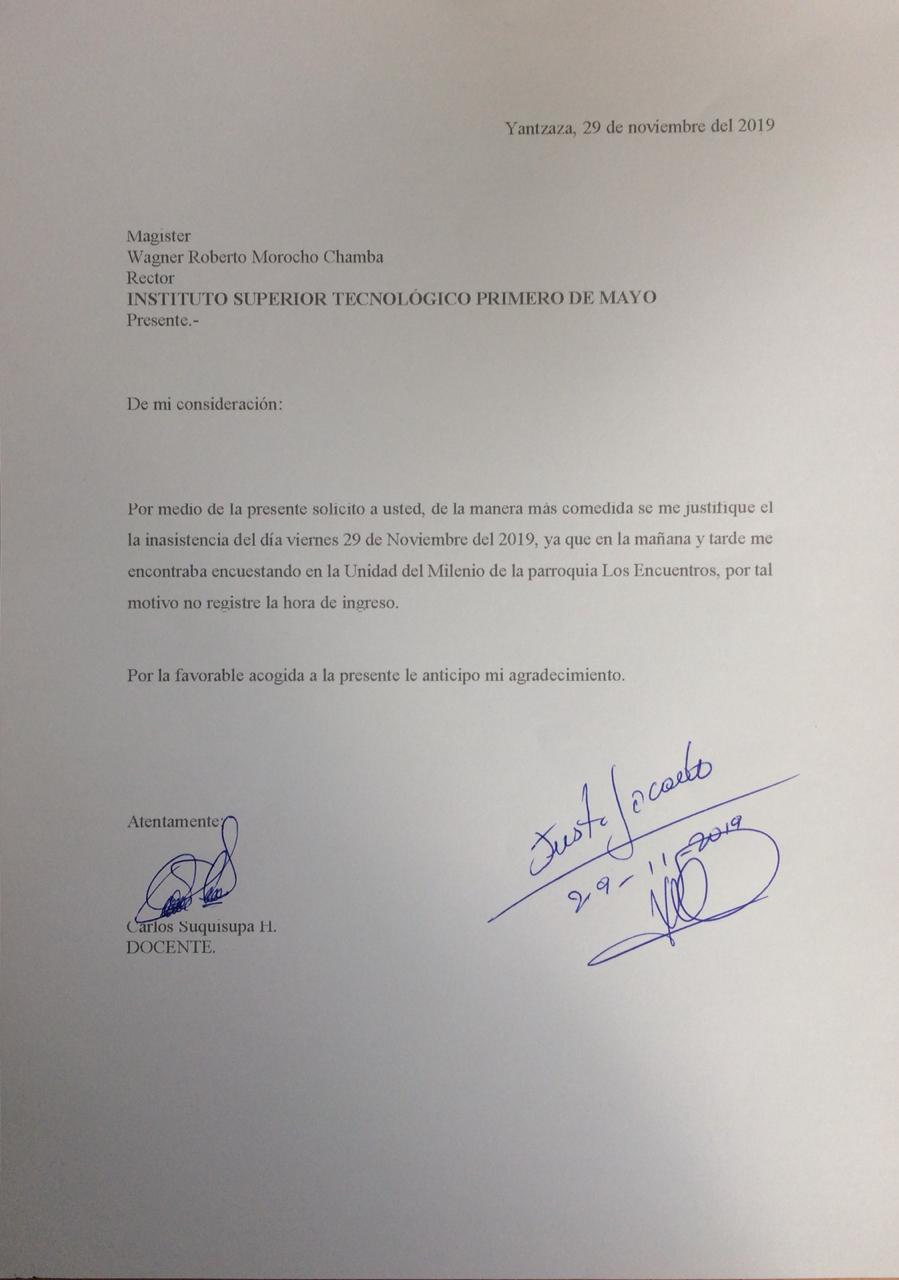 Yantzaza, 29 de noviembre del 2019
Magister
Wagner Roberto Morocho Chamba
Rector
INSTITUTO SUPERIOR TECNOLÓGICO PRIMERO DE MAYO
Presente.-
De mi consideración:
Por medio de la presente solicito a usted, de la manera más comedida se me justifique el
la inasistencia del día viernes 29 de Noviembre del 2019, ya que en la mañana y tarde me
encontraba encuestando en la Unidad del Milenio de la parroquia Los Encuentros, por tal
motivo no registre la hora de ingreso.
Por la favorable acogida a la presente le anticipo mi agradecimiento.
Atentamente;
Carlos Suquisupa H.
DOCENTE.
Justificado
29-11-2019